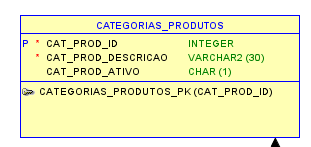 CATEGORIAS_PRODUTOS
P * CAT_PROD_ID INTEGER
* CAT_PROD_DESCRICAO VARCHAR2 (30)
CAT_PROD_ATIVO CHAR (1)
CATEGORIAS_PRODUTOS_PK (CAT_PROD_ID)